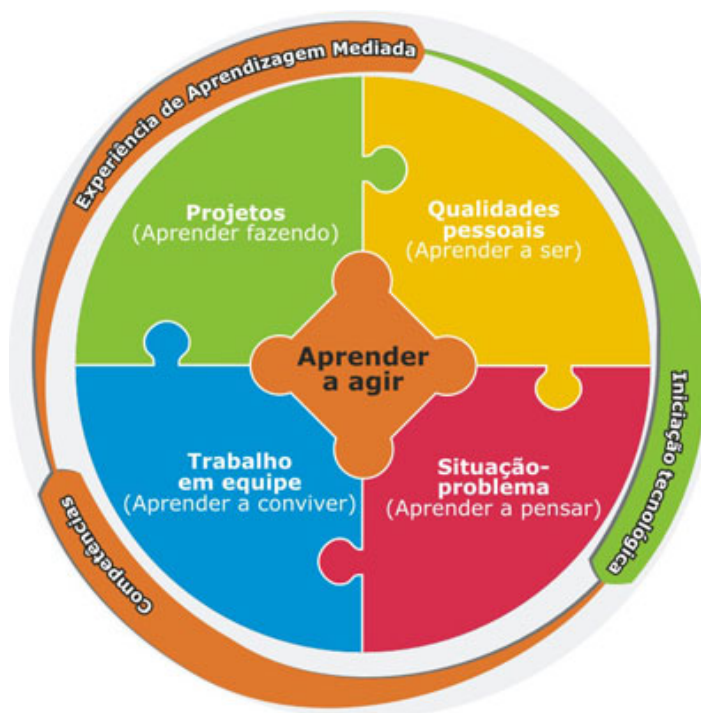 Experiência de Aprendizagem Mediada
Projetos
(Aprender fazendo)
Qualidades
pessoais
(Aprender a ser)
Aprender
a agir
Trabalho
em equipe
(Aprender a conviver)
Situação-
problema
(Aprender a pensar)
Iniciação tecnológica
Competências